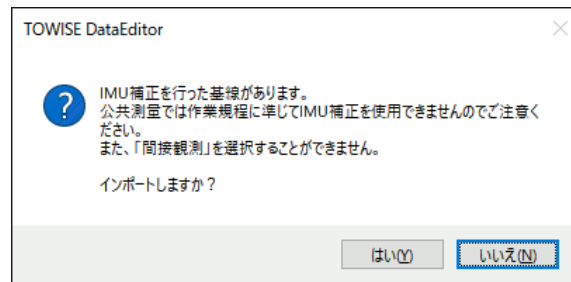 TOWISE DataEditor
IMU補正を行った基線があります。
公共測量では作業規程に準じてIMU補正を使用できませんのでご注意く
ださい。
また、「間接観測」を選択することができません。
インポートしますか？
はい(Y)
いいえ(N)